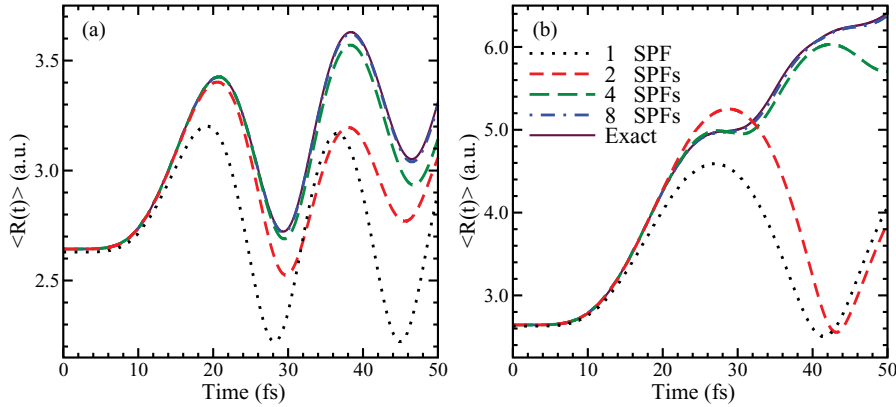 (a)
<R(t)> (a.u.)
3.5
3.0
2.5
0 10 20 30 40 50
Time (fs)
(b)
1 SPF
2 SPFs
4 SPFs
8 SPFs
Exact
<R(t)> (a.u.)
6.0
5.0
4.0
3.0
0 10 20 30 40 50
Time (fs)